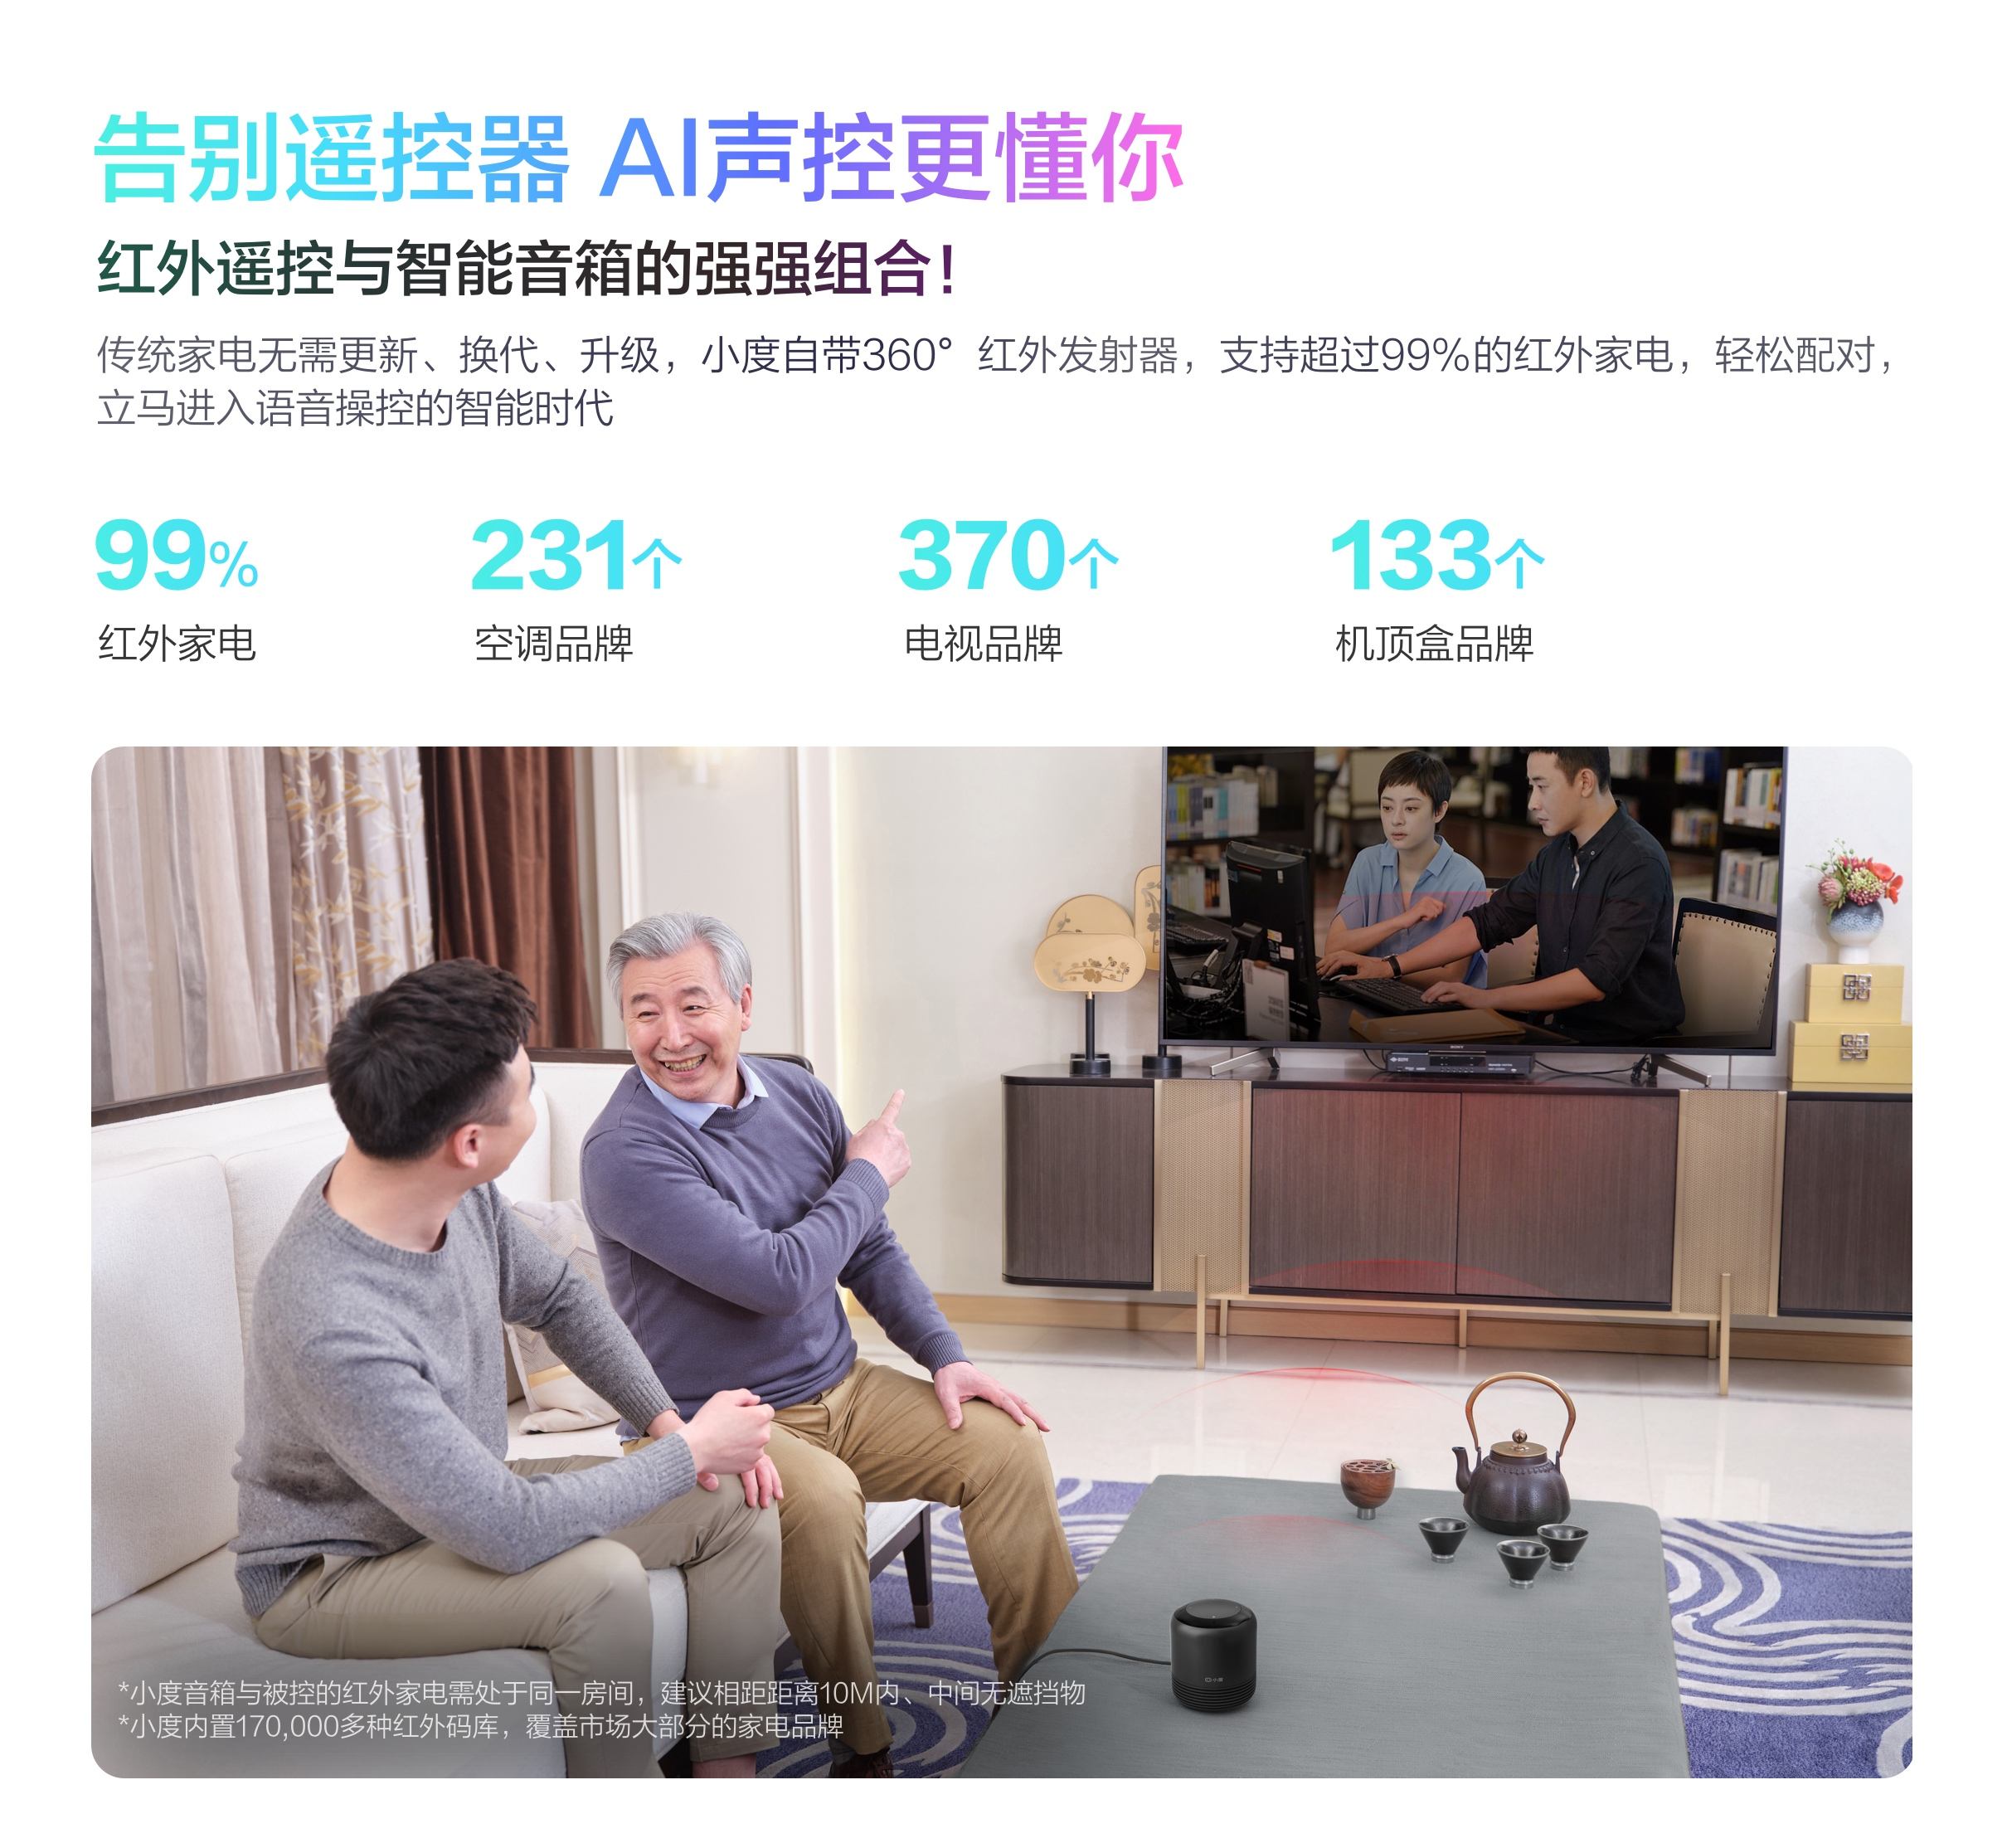 告别遥控器 AI声控更懂你
红外遥控与智能音箱的强强组合！
传统家电无需更新、换代、升级，小度自带360°红外发射器，支持超过99%的红外家电，轻松配对，
立马进入语音操控的智能时代
99% 231个 370个 133个
红外家电 空调品牌 电视品牌 机顶盒品牌
SONY
小度
*小度音箱与被控的红外家电需处于同一房间，建议相距距离10M内、中间无遮挡物
*小度内置170,000多种红外码库，覆盖市场大部分的家电品牌